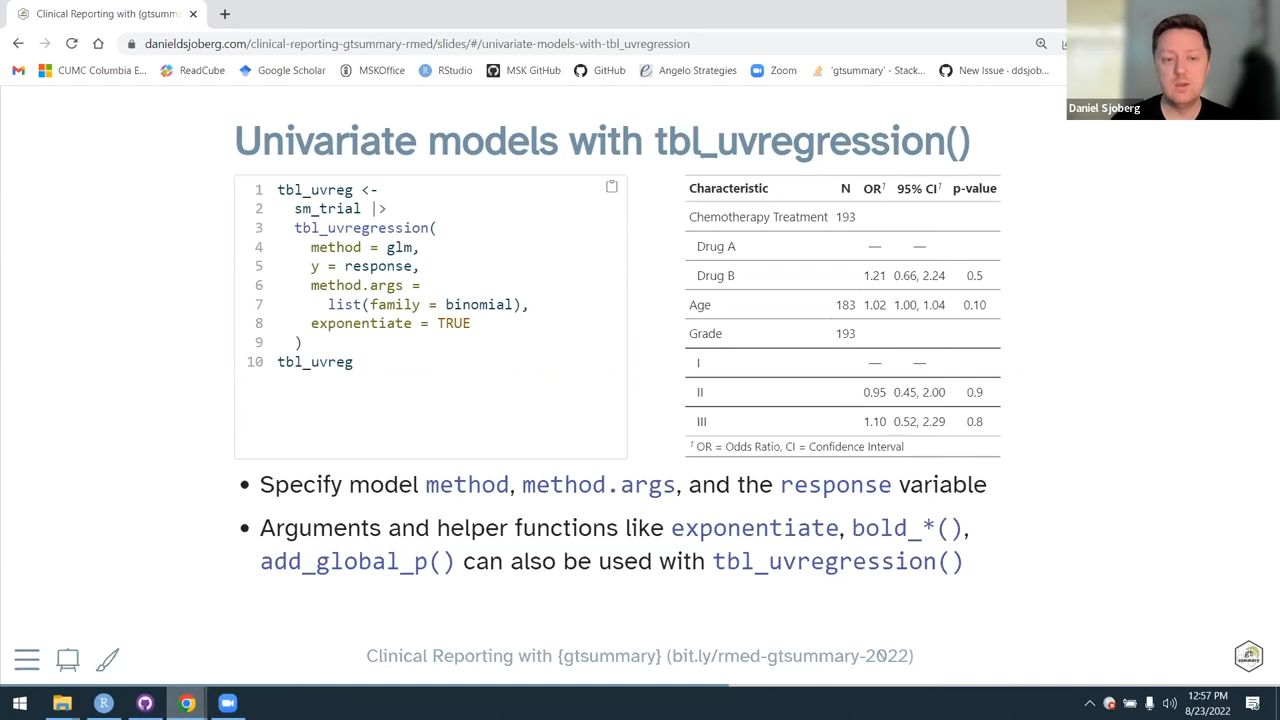 Clinical Reporting with {gtsumm
danieldsjoberg.com/clinical-reporting-gtsummary-rmed/slides/#/univariate-models-with-tbl_uvregression
CUMC Columbia E... ReadCube Google Scholar MSKOffice RStudio MSK GitHub GitHub Angelo Strategies Zoom 'gtsummary' - Stack... New Issue · ddsjob...
Daniel Sjoberg
Univariate models with tbl_uvregression()
1 tbl_uvreg <-
2 sm_trial |>
3 tbl_uvregression(
4 method = glm,
5 y = response,
6 method.args =
7 list(family = binomial),
8 exponentiate = TRUE
9 )
10 tbl_uvreg
Characteristic N OR¹ 95% CI¹ p-value
Chemotherapy Treatment 193
Drug A — —
Drug B 1.21 0.66, 2.24 0.5
Age 183 1.02 1.00, 1.04 0.10
Grade 193
I — —
II 0.95 0.45, 2.00 0.9
III 1.10 0.52, 2.29 0.8
¹ OR = Odds Ratio, CI = Confidence Interval
• Specify model method, method.args, and the response variable
• Arguments and helper functions like exponentiate, bold_*(),
add_global_p() can also be used with tbl_uvregression()
Clinical Reporting with {gtsummary} (bit.ly/rmed-gtsummary-2022)
gt
summary
12:57 PM
8/23/2022